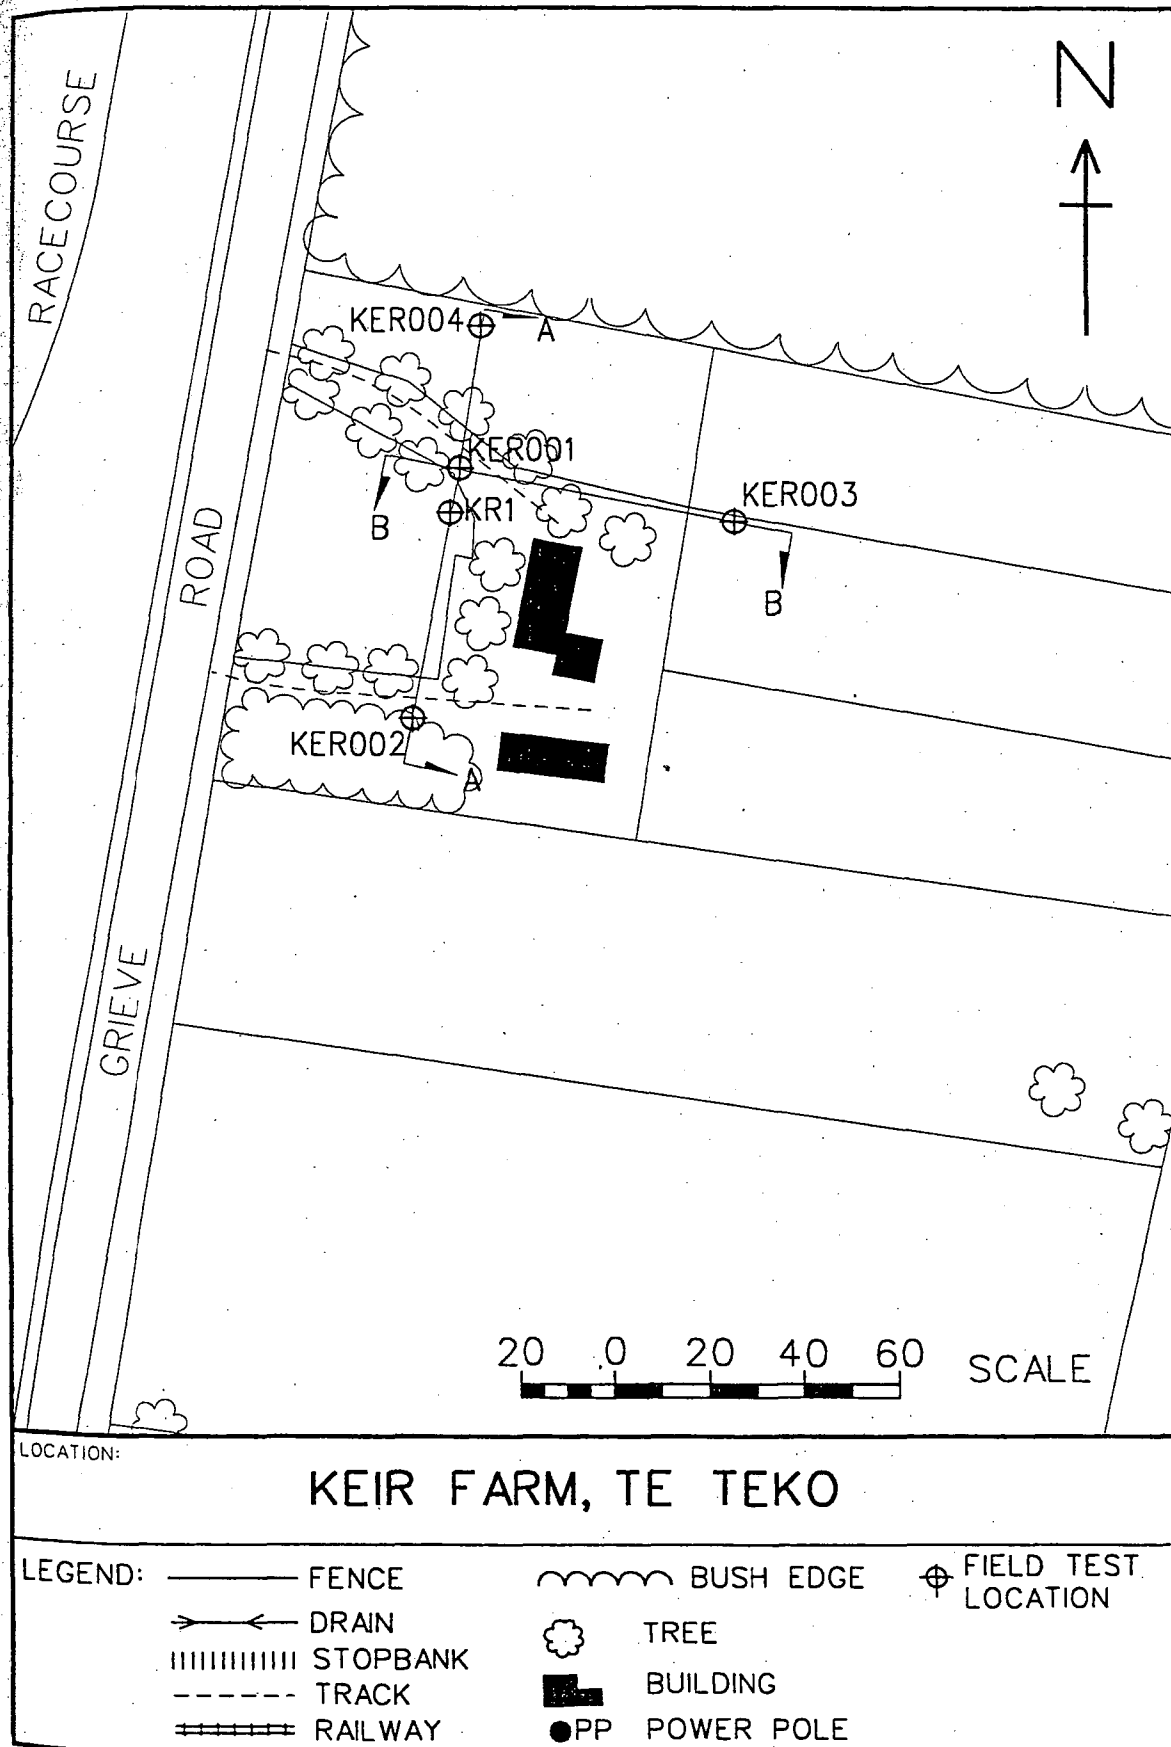 N
RACECOURSE
KER004
A
KER001
KER003
KR1
B
B
ROAD
KER002
A
GRIEVE
20 0 20 40 60 SCALE
LOCATION:
KEIR FARM, TE TEKO
LEGEND:
FENCE
DRAIN
STOPBANK
TRACK
RAILWAY
BUSH EDGE
TREE
BUILDING
PP POWER POLE
FIELD TEST
LOCATION